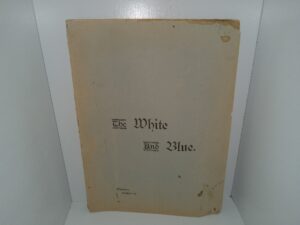 The White
And Blue.